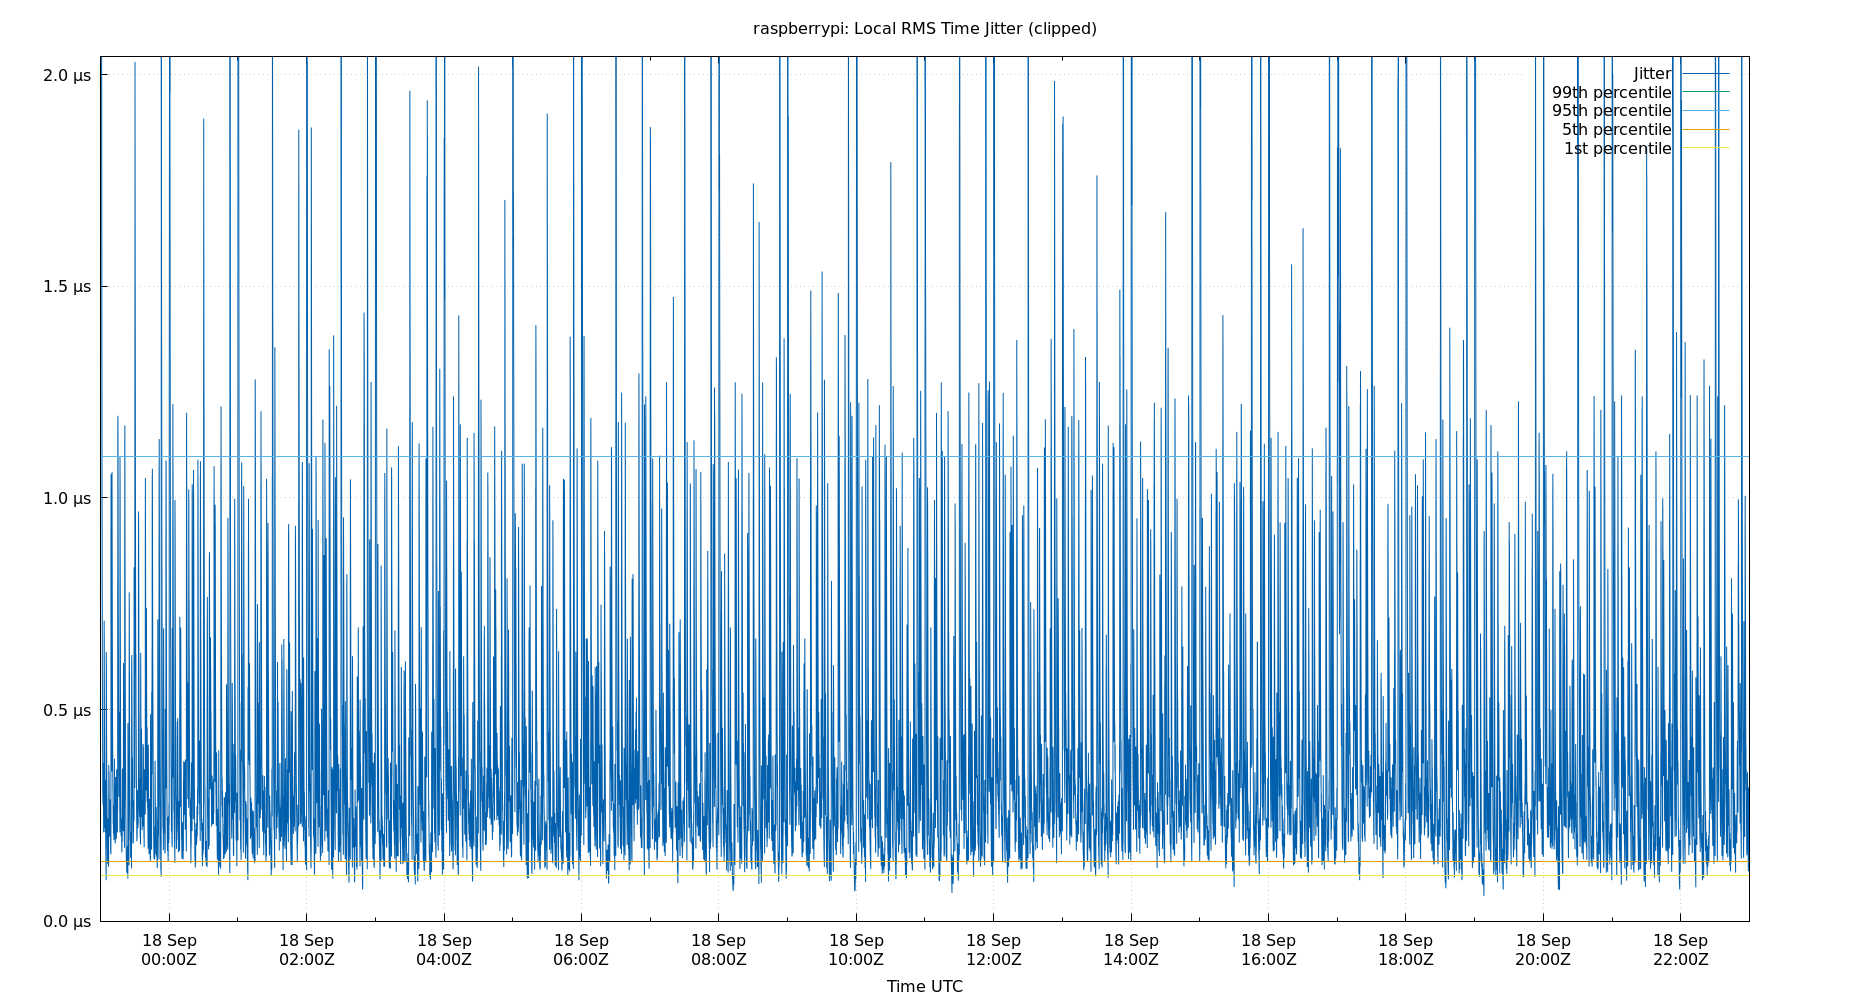 raspberrypi: Local RMS Time Jitter (clipped)
2.0 µs
1.5 µs
1.0 µs
0.5 µs
0.0 µs
Jitter
99th percentile
95th percentile
5th percentile
1st percentile
18 Sep 18 Sep 18 Sep 18 Sep 18 Sep 18 Sep 18 Sep 18 Sep 18 Sep 18 Sep 18 Sep 18 Sep
00:00Z 02:00Z 04:00Z 06:00Z 08:00Z 10:00Z 12:00Z 14:00Z 16:00Z 18:00Z 20:00Z 22:00Z
Time UTC